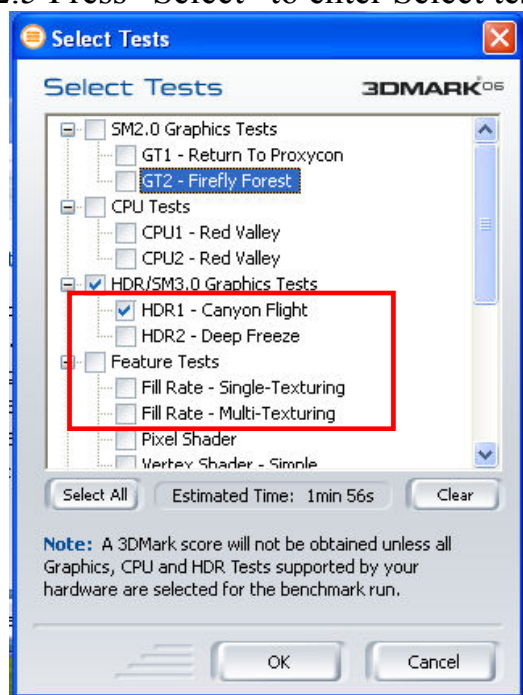 2.3 Press "Select" to enter Select te
Select Tests
Select Tests
3DMARK06
SM2.0 Graphics Tests
GT1 - Return To Proxycon
GT2 - Firefly Forest
CPU Tests
CPU1 - Red Valley
CPU2 - Red Valley
HDR/SM3.0 Graphics Tests
HDR1 - Canyon Flight
HDR2 - Deep Freeze
Feature Tests
Fill Rate - Single-Texturing
Fill Rate - Multi-Texturing
Pixel Shader
Vertex Shader - Simple
Select All Estimated Time: 1min 56s Clear
Note: A 3DMark score will not be obtained unless all
Graphics, CPU and HDR Tests supported by your
hardware are selected for the benchmark run.
OK Cancel